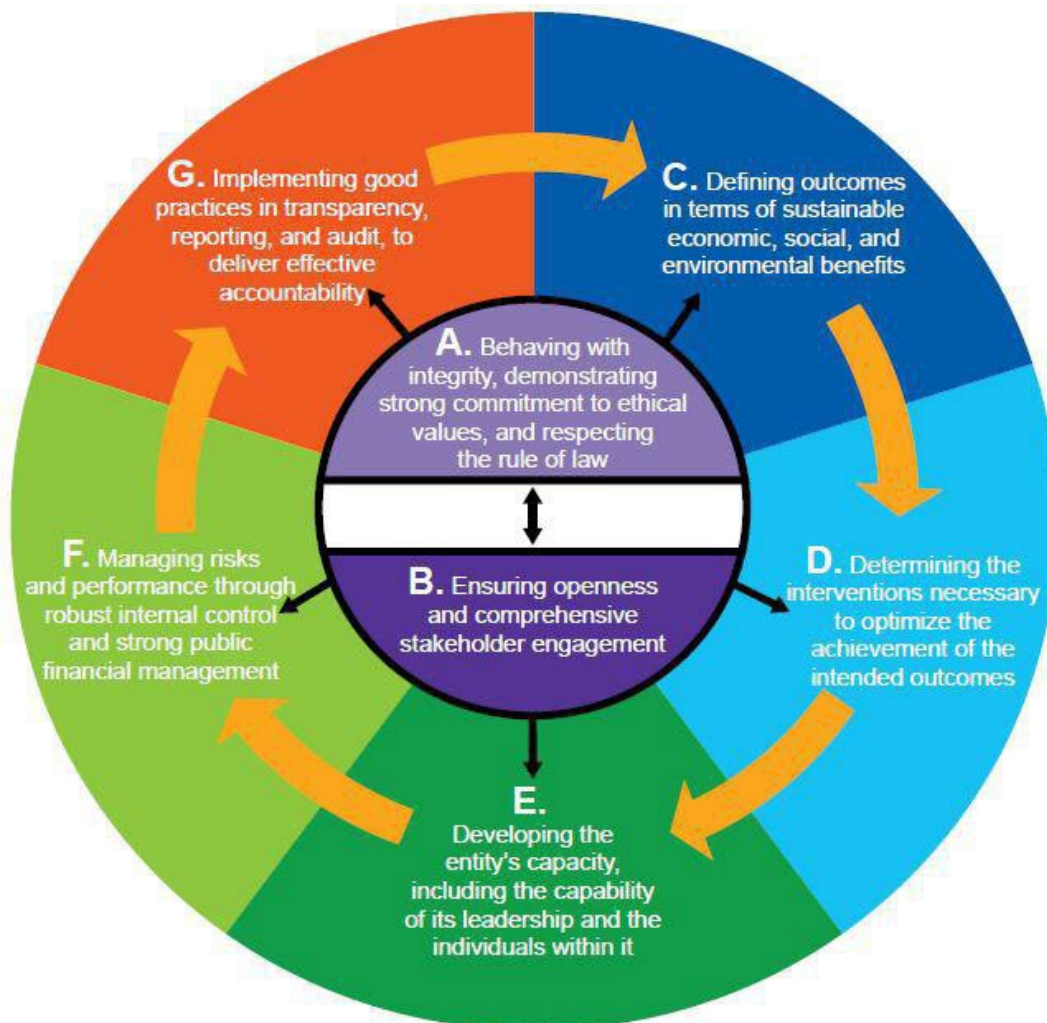 A. Behaving with
integrity, demonstrating
strong commitment to ethical
values, and respecting
the rule of law
B. Ensuring openness
and comprehensive
stakeholder engagement
C. Defining outcomes
in terms of sustainable
economic, social, and
environmental benefits
D. Determining the
interventions necessary
to optimize the
achievement of the
intended outcomes
E.
Developing the
entity's capacity,
including the capability
of its leadership and the
individuals within it
F. Managing risks
and performance through
robust internal control
and strong public
financial management
G. Implementing good
practices in transparency,
reporting, and audit, to
deliver effective
accountability